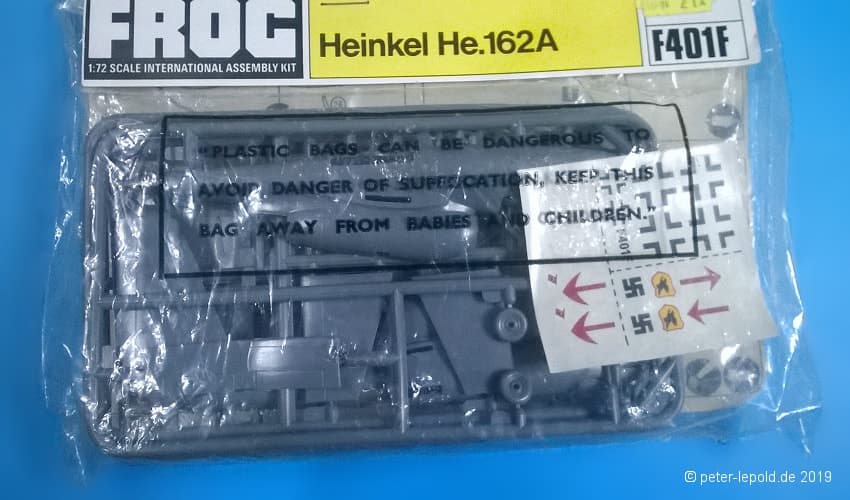 FROG
1:72 SCALE INTERNATIONAL ASSEMBLY KIT
Heinkel He.162A
F401F
"PLASTIC BAGS CAN BE DANGEROUS TO
AVOID DANGER OF SUFFOCATION, KEEP THIS
BAG AWAY FROM BABIES AND CHILDREN."
F401
© peter-lepold.de 2019